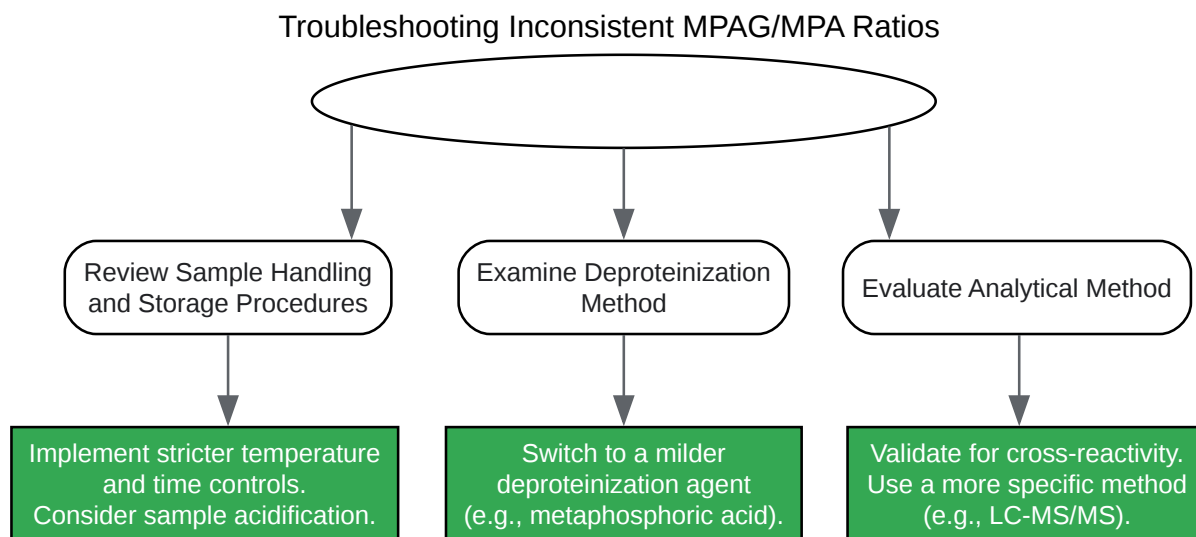 Troubleshooting Inconsistent MPAG/MPA Ratios
Review Sample Handling
and Storage Procedures
Examine Deproteinization
Method
Evaluate Analytical Method
Implement stricter temperature
and time controls.
Consider sample acidification.
Switch to a milder
deproteinization agent
(e.g., metaphosphoric acid).
Validate for cross-reactivity.
Use a more specific method
(e.g., LC-MS/MS).